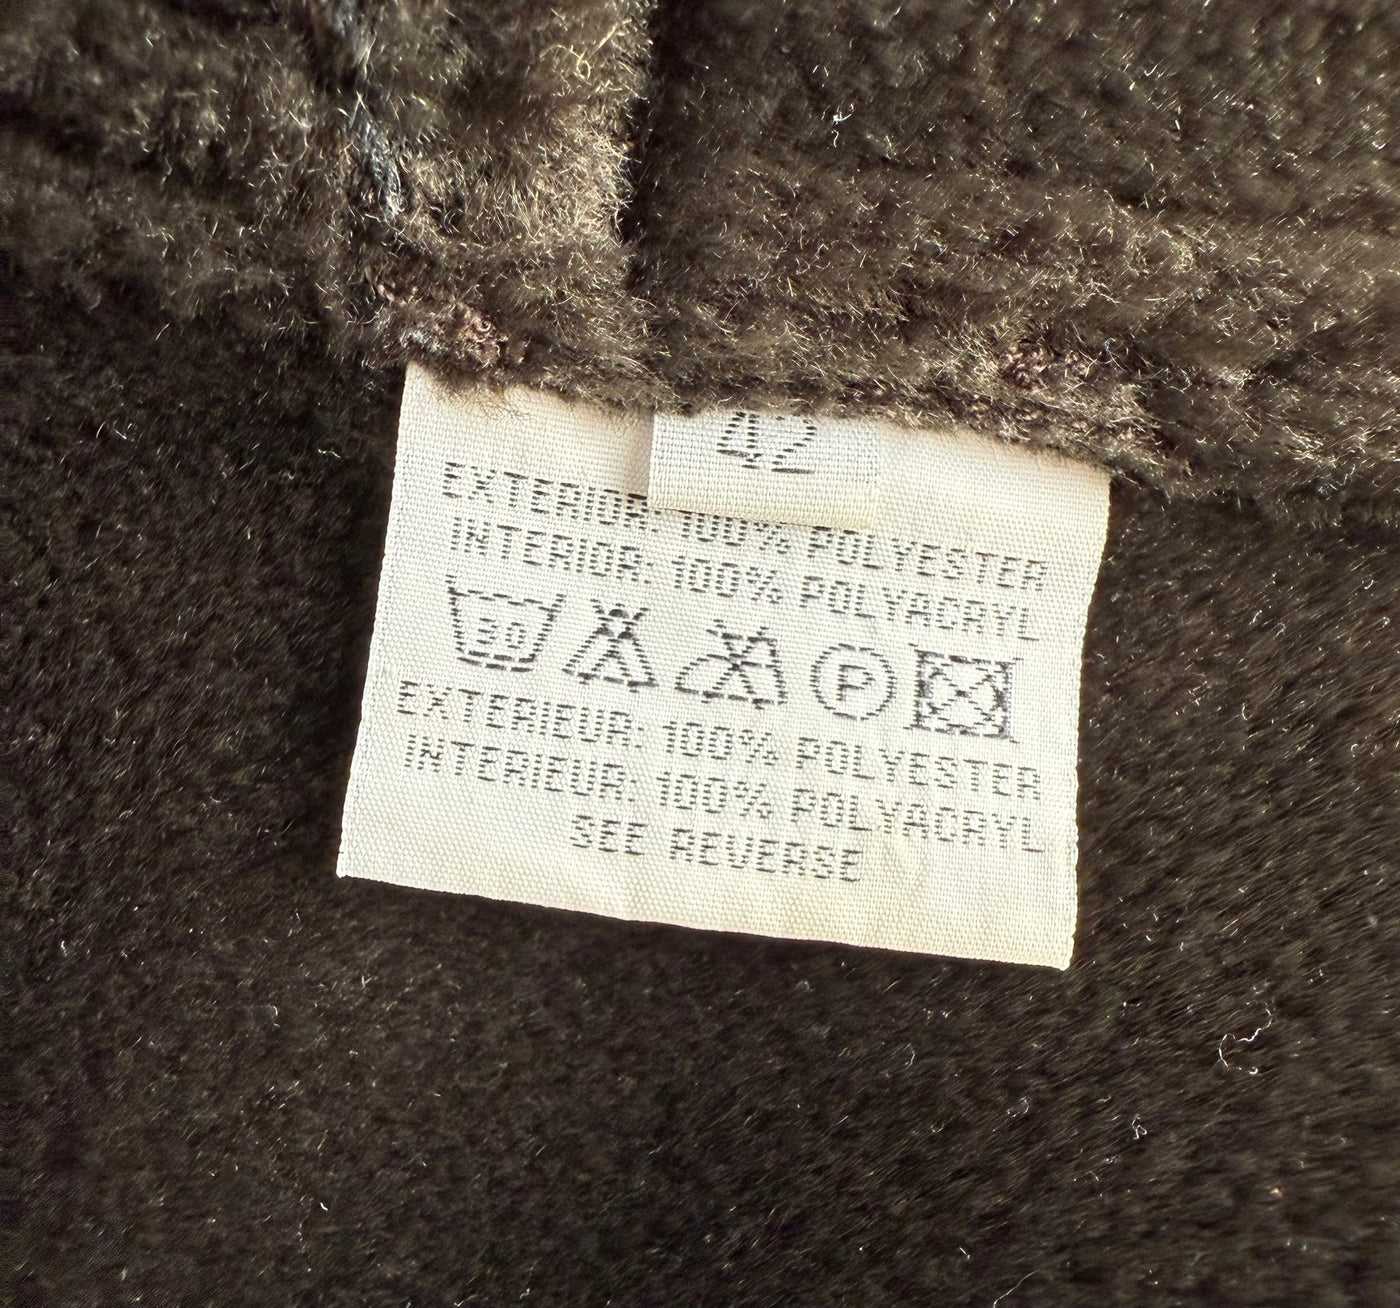 42
EXTERIOR: 100% POLYESTER
INTERIOR: 100% POLYACRYL
30 P
EXTERIEUR: 100% POLYESTER
INTERIEUR: 100% POLYACRYL
SEE REVERSE